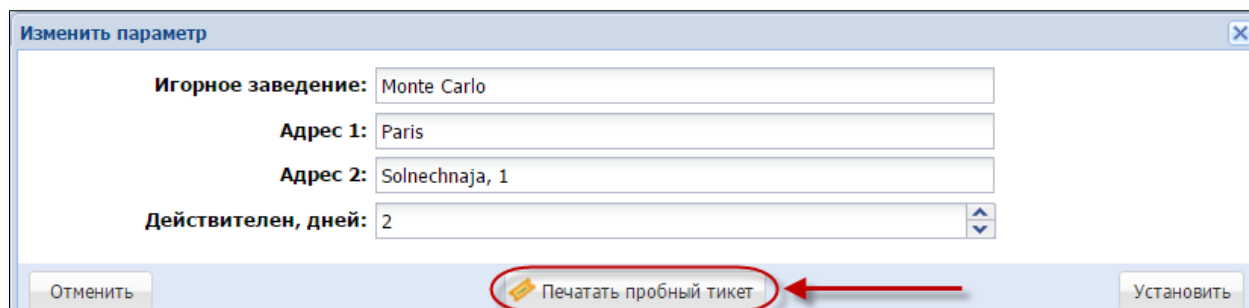 Изменить параметр
Игорное заведение: Monte Carlo
Адрес 1: Paris
Адрес 2: Solnechnaja, 1
Действителен, дней: 2
Отменить Печатать пробный тикет Установить